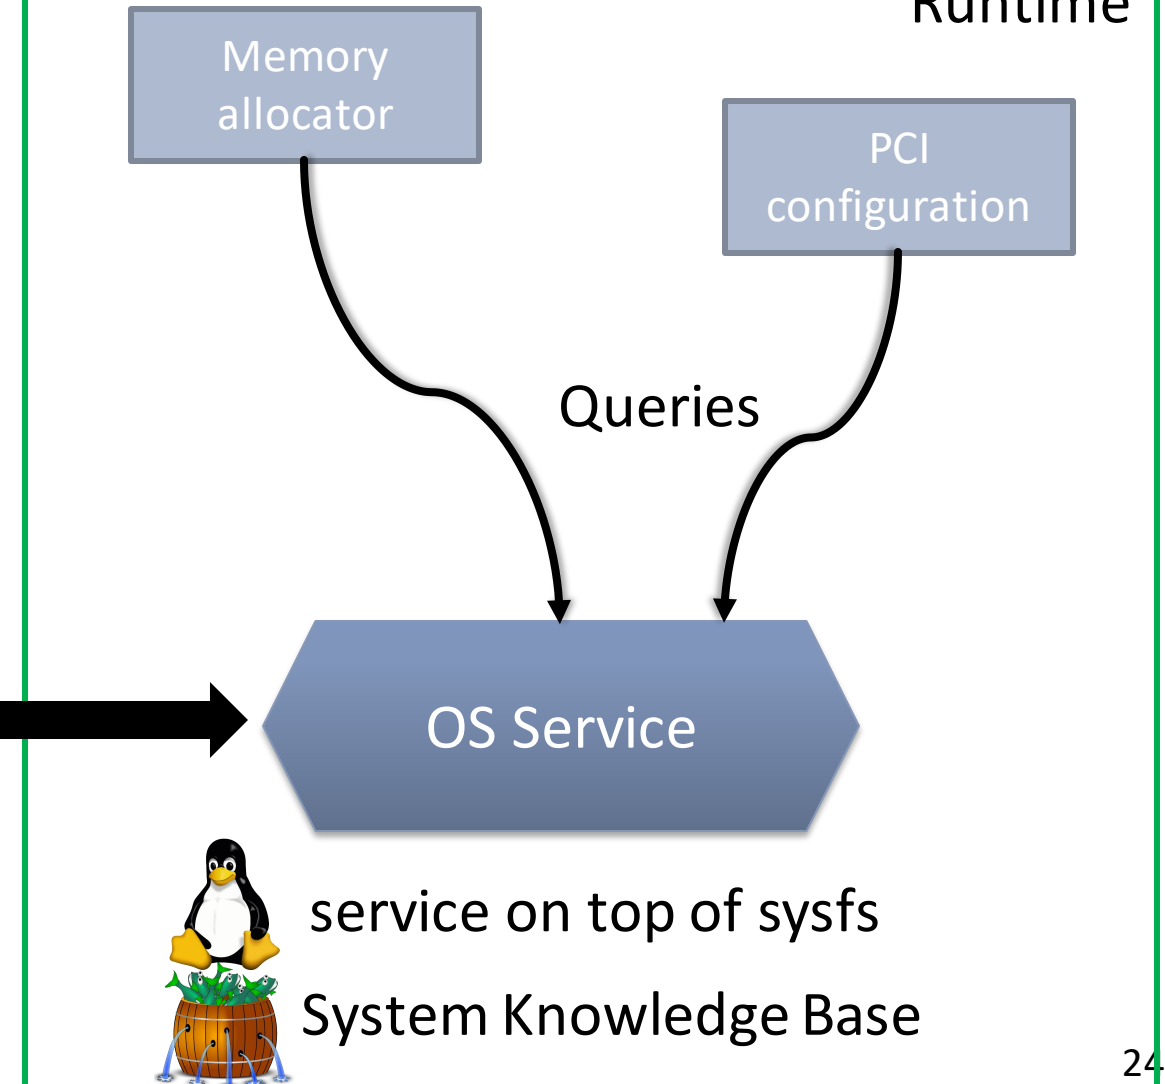 Runtime
Memory
allocator
PCI
configuration
Queries
OS Service
service on top of sysfs
System Knowledge Base
24